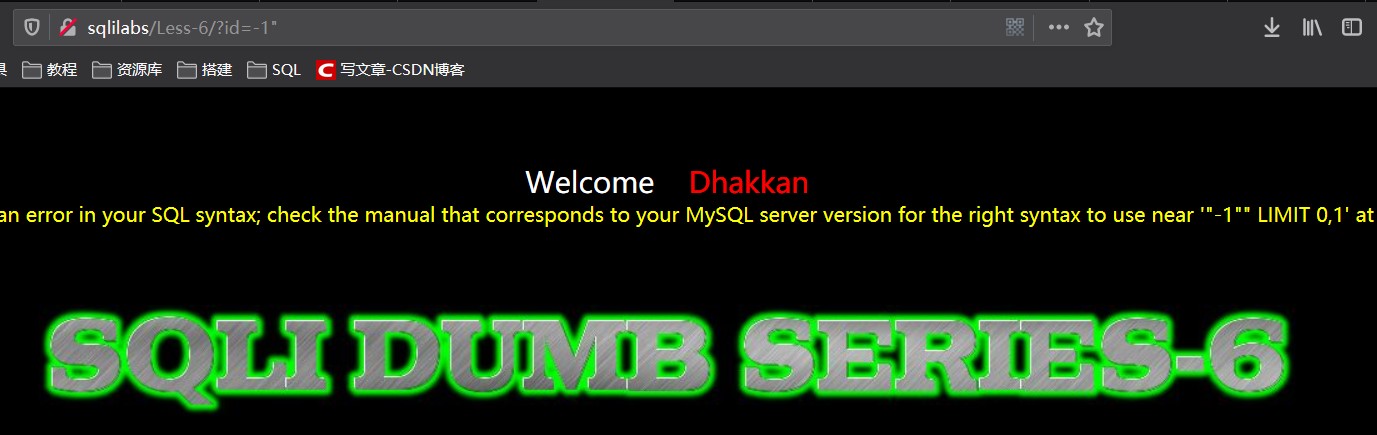 sqlilabs/Less-6/?id=-1"
具 教程 资源库 搭建 SQL C 写文章-CSDN博客
Welcome Dhakkan
an error in your SQL syntax; check the manual that corresponds to your MySQL server version for the right syntax to use near '"-1"" LIMIT 0,1' at
SQLI DUMB SERIES-6